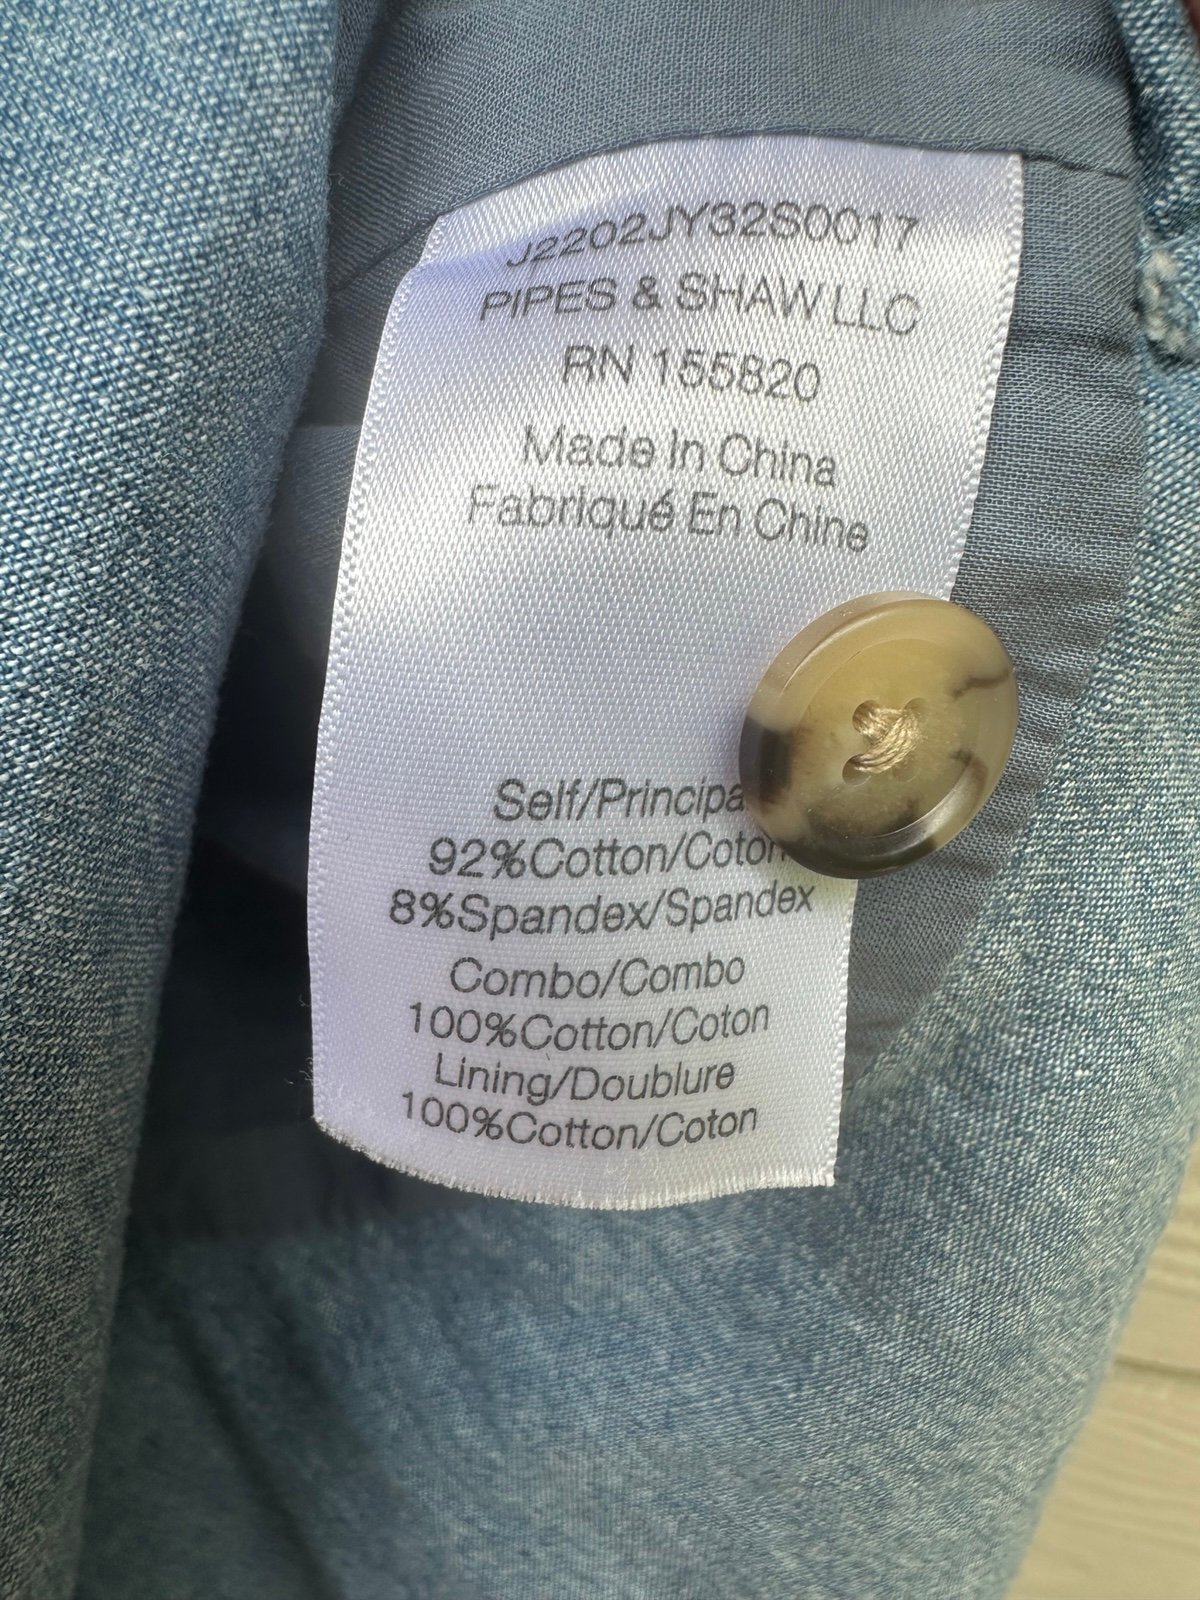 J2202JY32S0017
PIPES & SHAW LLC
RN 155820
Made In China
Fabriqué En Chine
Self/Principa
92%Cotton/Coton
8%Spandex/Spandex
Combo/Combo
100%Cotton/Coton
Lining/Doublure
100%Cotton/Coton